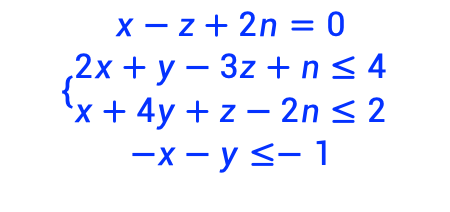 x − z + 2n = 0
2x + y − 3z + n ≤ 4
{x + 4y + z − 2n ≤ 2
−x − y ≤− 1